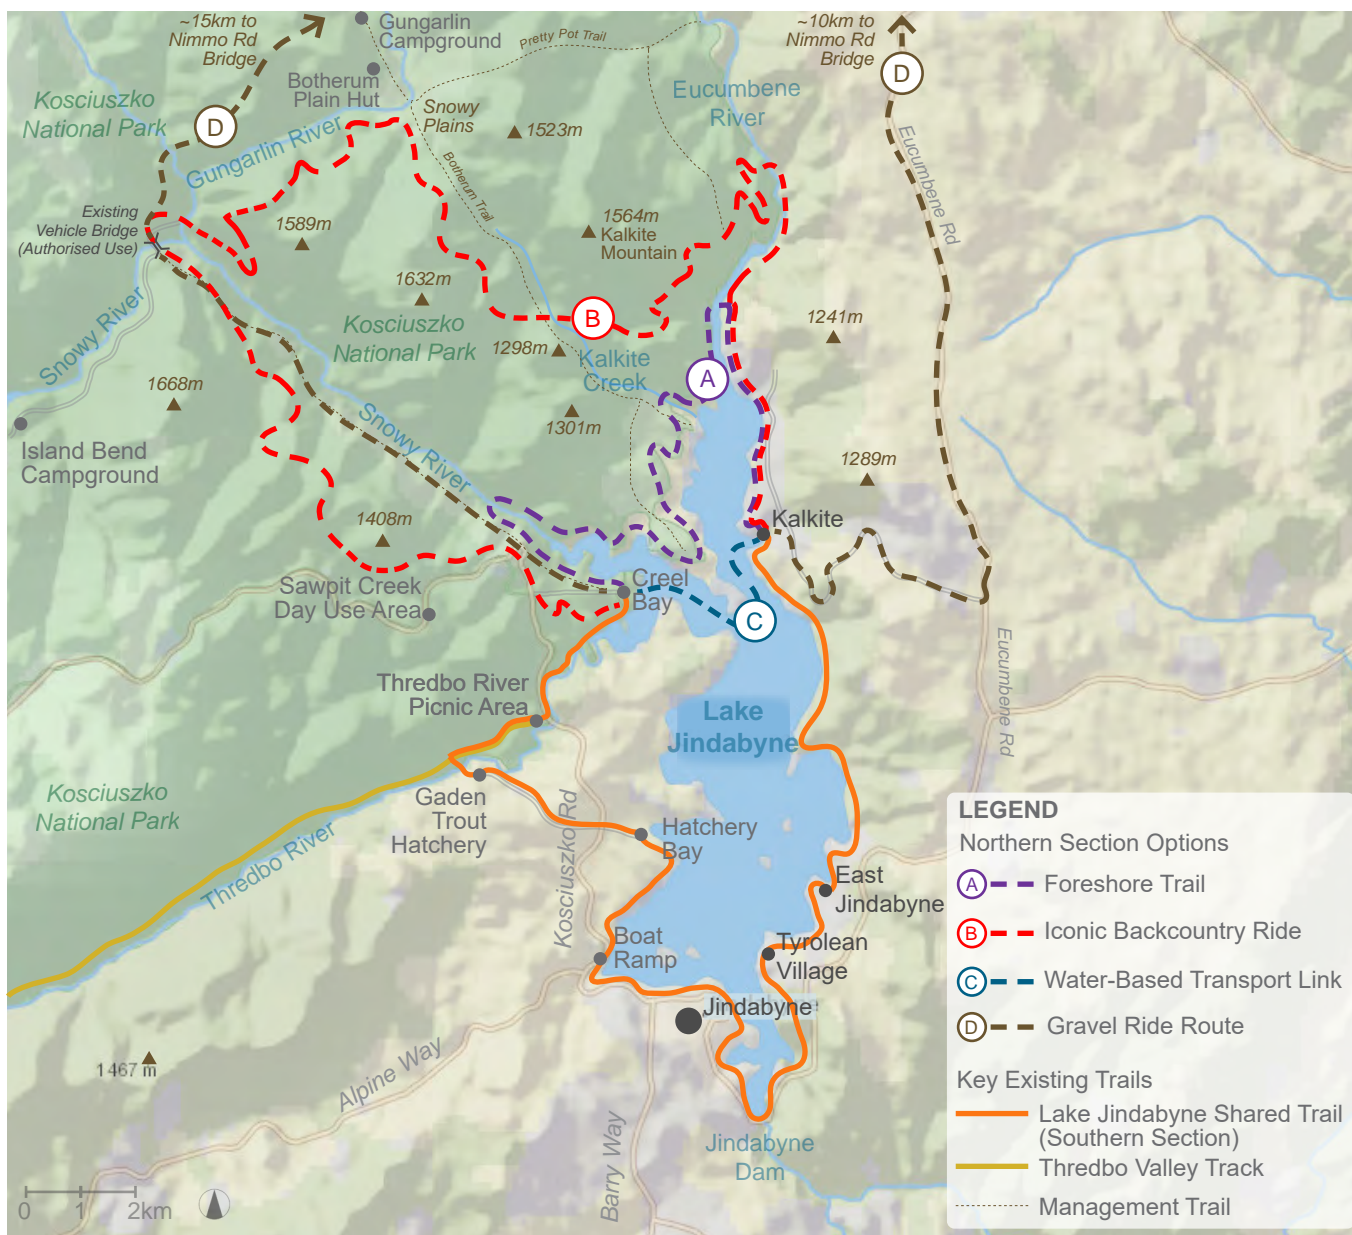 ~15km to
Nimmo Rd
Bridge
Gungarlin
Campground
~10km to
Nimmo Rd
Bridge
D
Pretty Pot Trail
Botherum
Plain Hut
Kosciuszko
National Park
Eucumbene
River
Snowy
Plains
1523m
D
Gungarlin River
Botherum Trail
Eucumbene Rd
Existing
Vehicle Bridge
(Authorised Use)
1589m
1564m
Kalkite
Mountain
1632m
Snowy River
Kosciuszko
National Park
B
1241m
1298m
Kalkite
Creek
A
1668m
1301m
Island Bend
Campground
Snowy River
1289m
1408m
Kalkite
Sawpit Creek
Day Use Area
Creel
Bay
C
Eucumbene Rd
Thredbo River
Picnic Area
Lake
Jindabyne
Kosciuszko
National Park
Gaden
Trout
Hatchery
Thredbo River
Kosciuszko Rd
Hatchery
Bay
East
Jindabyne
Boat
Ramp
Tyrolean
Village
Jindabyne
1467 m
Alpine Way
Barry Way
Jindabyne
Dam
0 1 2km
LEGEND
Northern Section Options
A Foreshore Trail
B Iconic Backcountry Ride
C Water-Based Transport Link
D Gravel Ride Route
Key Existing Trails
Lake Jindabyne Shared Trail
(Southern Section)
Thredbo Valley Track
Management Trail